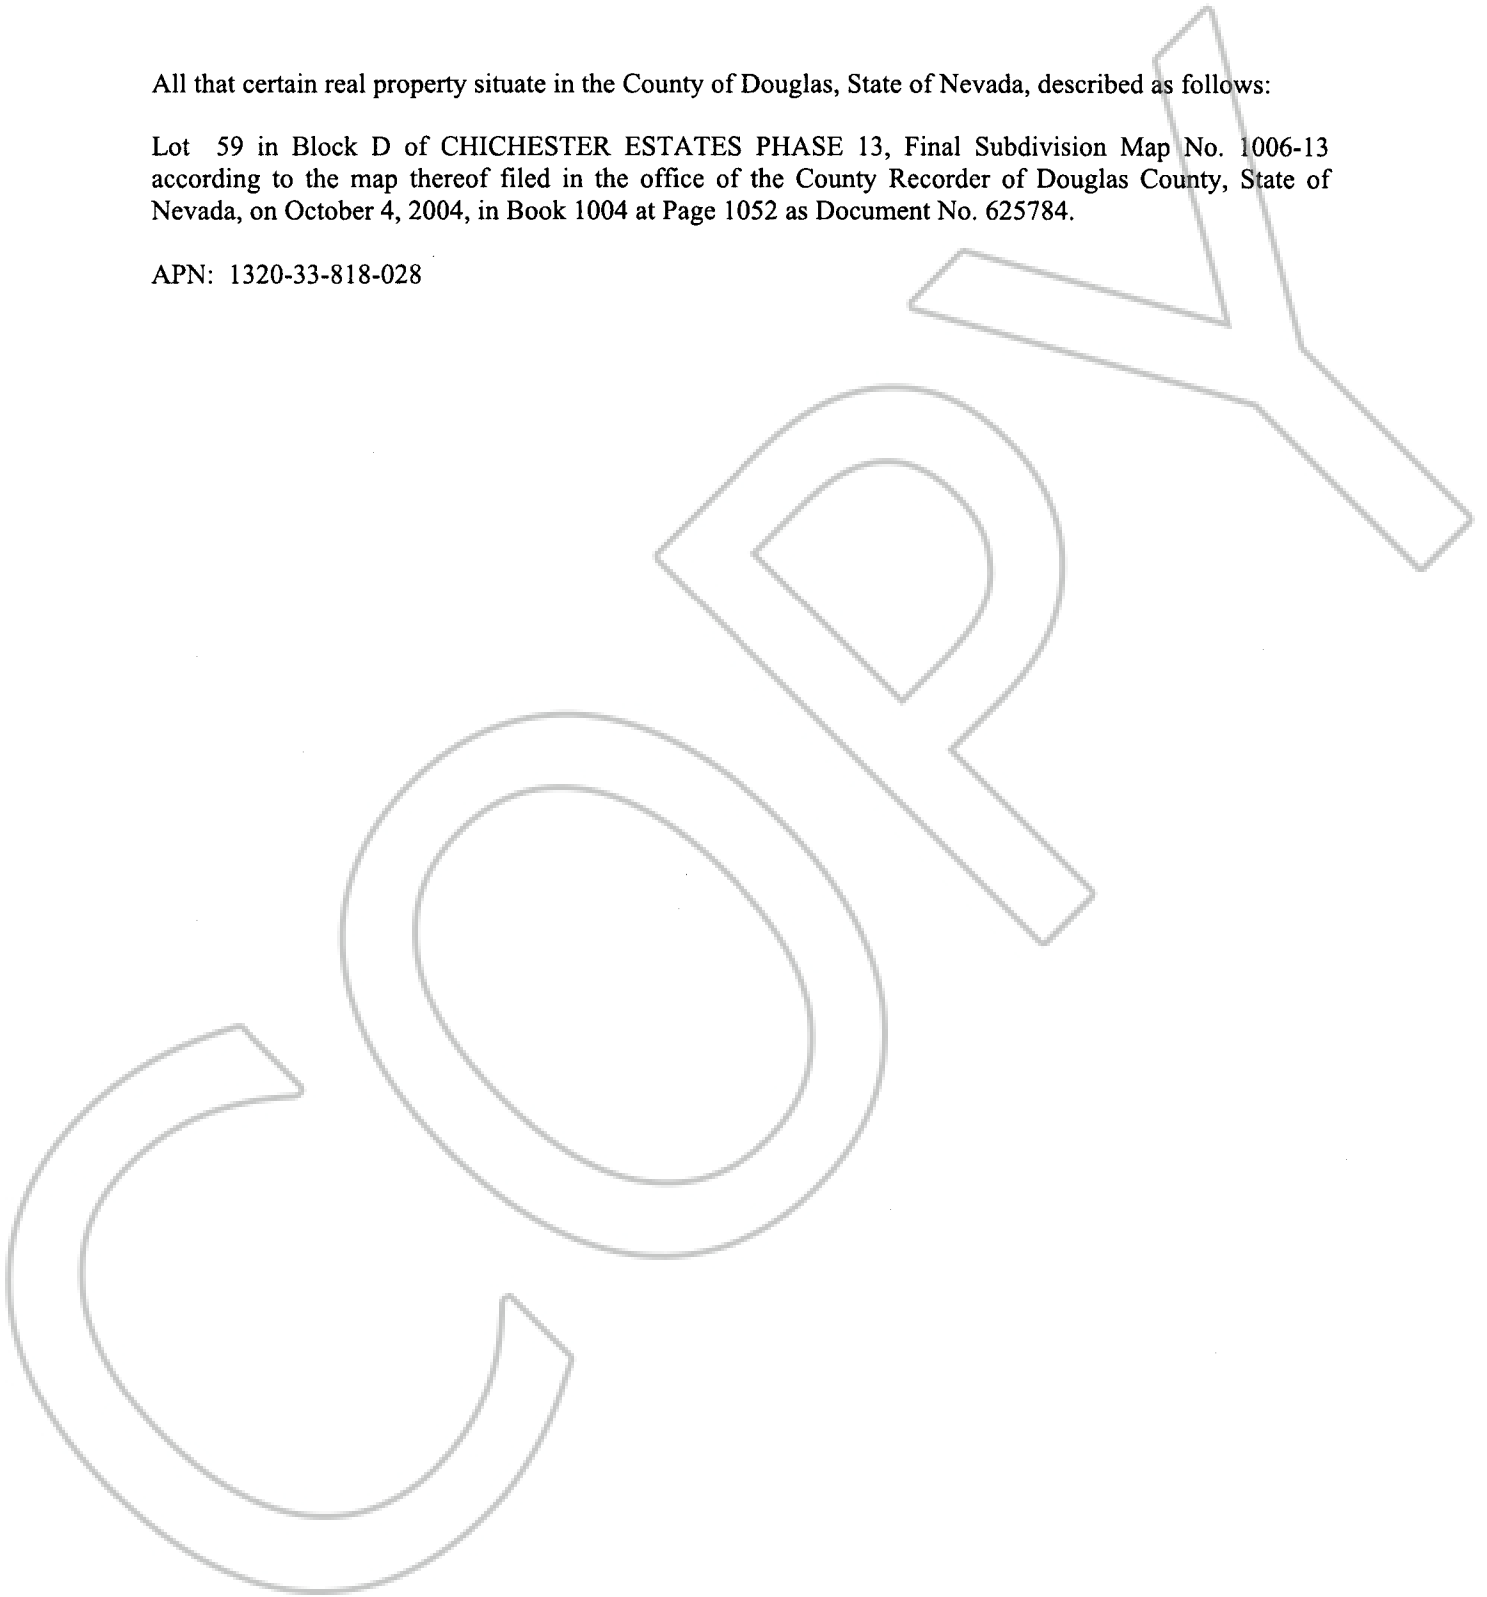 All that certain real property situate in the County of Douglas, State of Nevada, described as follows:
Lot 59 in Block D of CHICHESTER ESTATES PHASE 13, Final Subdivision Map No. 1006-13
according to the map thereof filed in the office of the County Recorder of Douglas County, State of
Nevada, on October 4, 2004, in Book 1004 at Page 1052 as Document No. 625784.
APN: 1320-33-818-028
COPY